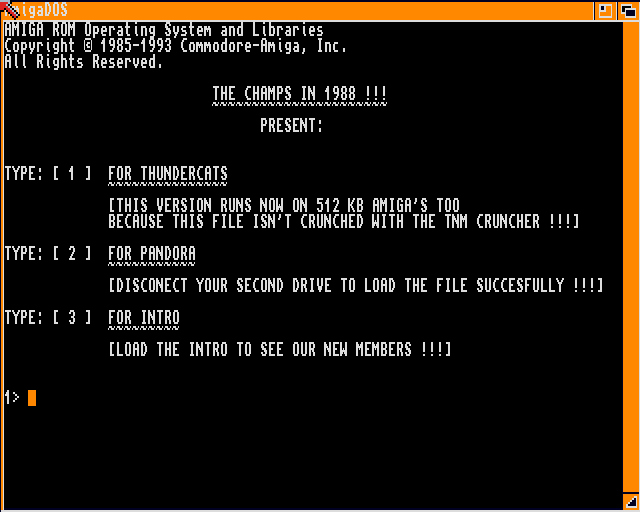 AmigaDOS
AMIGA ROM Operating System and Libraries
Copyright © 1985-1993 Commodore-Amiga, Inc.
All Rights Reserved.
THE CHAMPS IN 1988 !!!
PRESENT:
TYPE: [ 1 ] FOR THUNDERCATS
[THIS VERSION RUNS NOW ON 512 KB AMIGA'S TOO
BECAUSE THIS FILE ISN'T CRUNCHED WITH THE TNM CRUNCHER !!!]
TYPE: [ 2 ] FOR PANDORA
[DISCONECT YOUR SECOND DRIVE TO LOAD THE FILE SUCCESFULLY !!!]
TYPE: [ 3 ] FOR INTRO
[LOAD THE INTRO TO SEE OUR NEW MEMBERS !!!]
1>